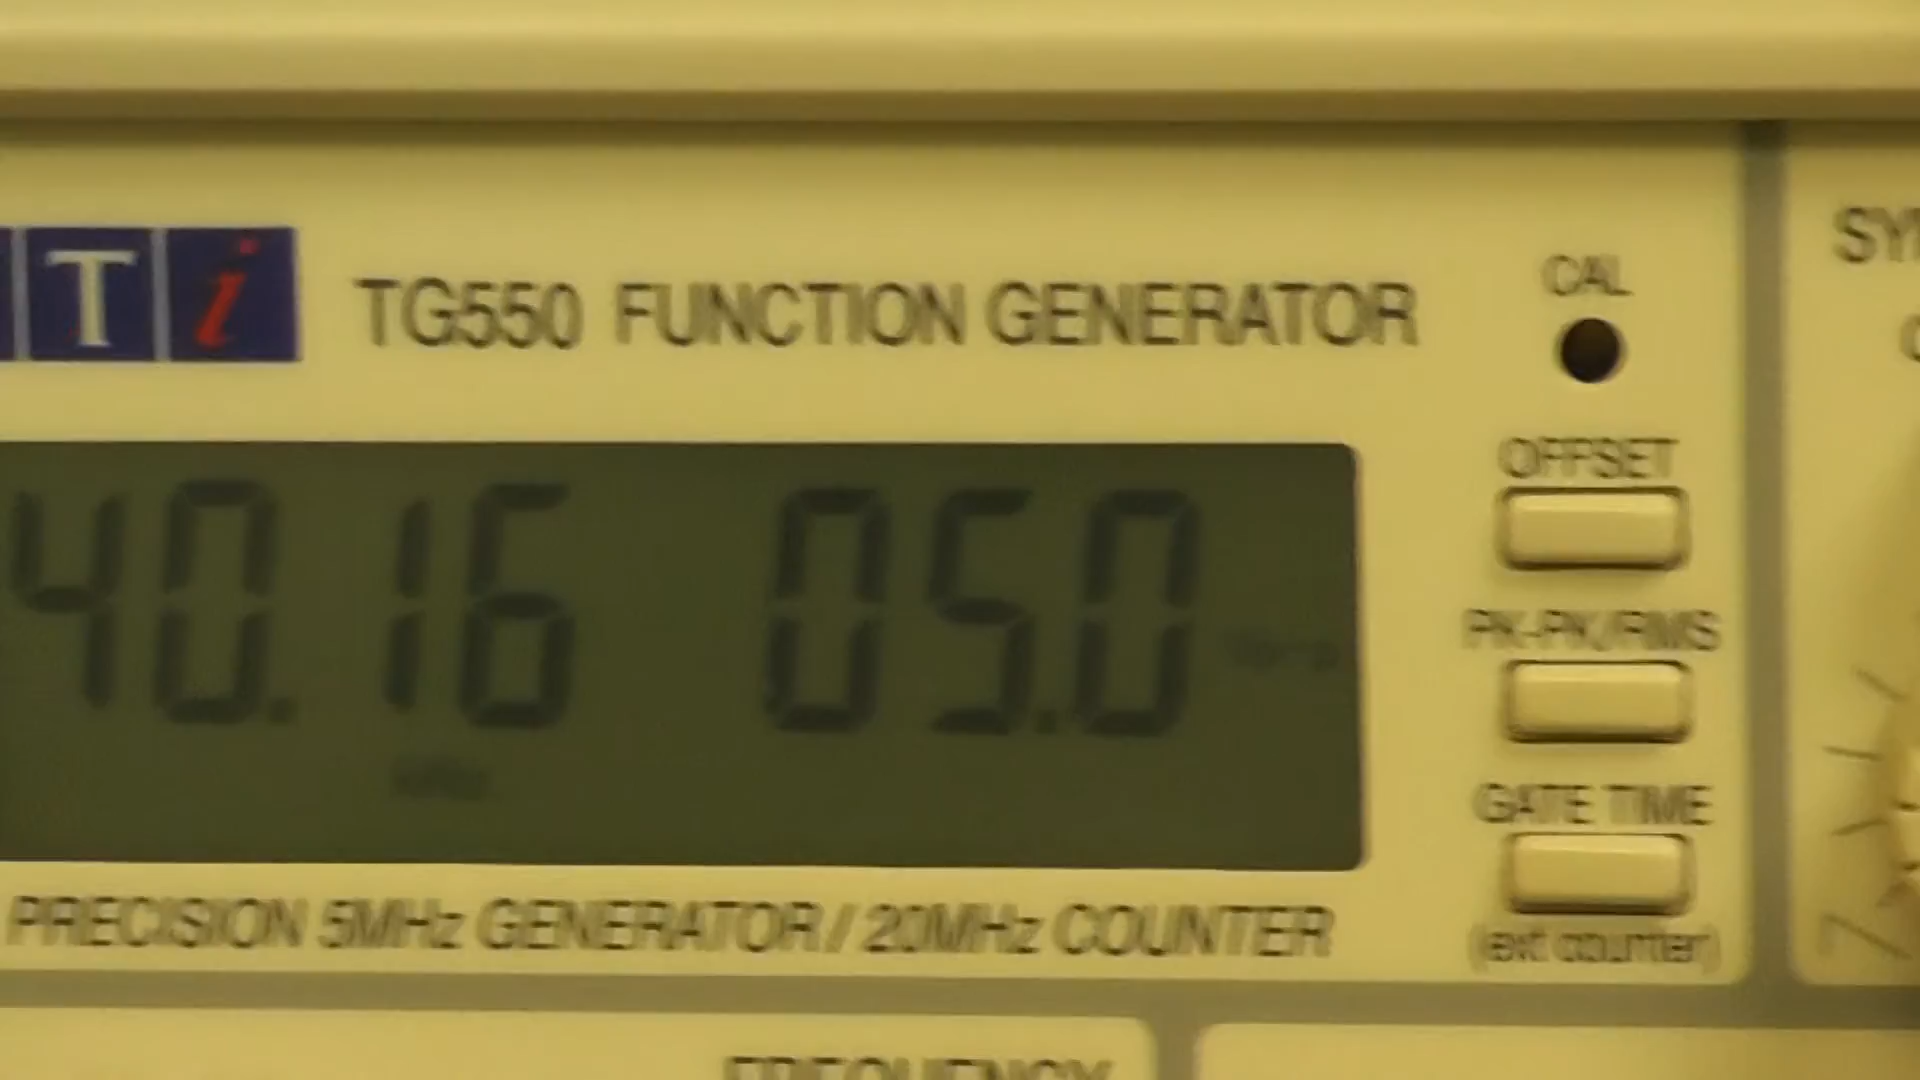 Ti
TG550 FUNCTION GENERATOR
CAL
OFFSET
40.16 05.0
PK-PK/RMS
GATE TIME
(ext counter)
PRECISION 5MHz GENERATOR / 20MHz COUNTER
FREQUENCY